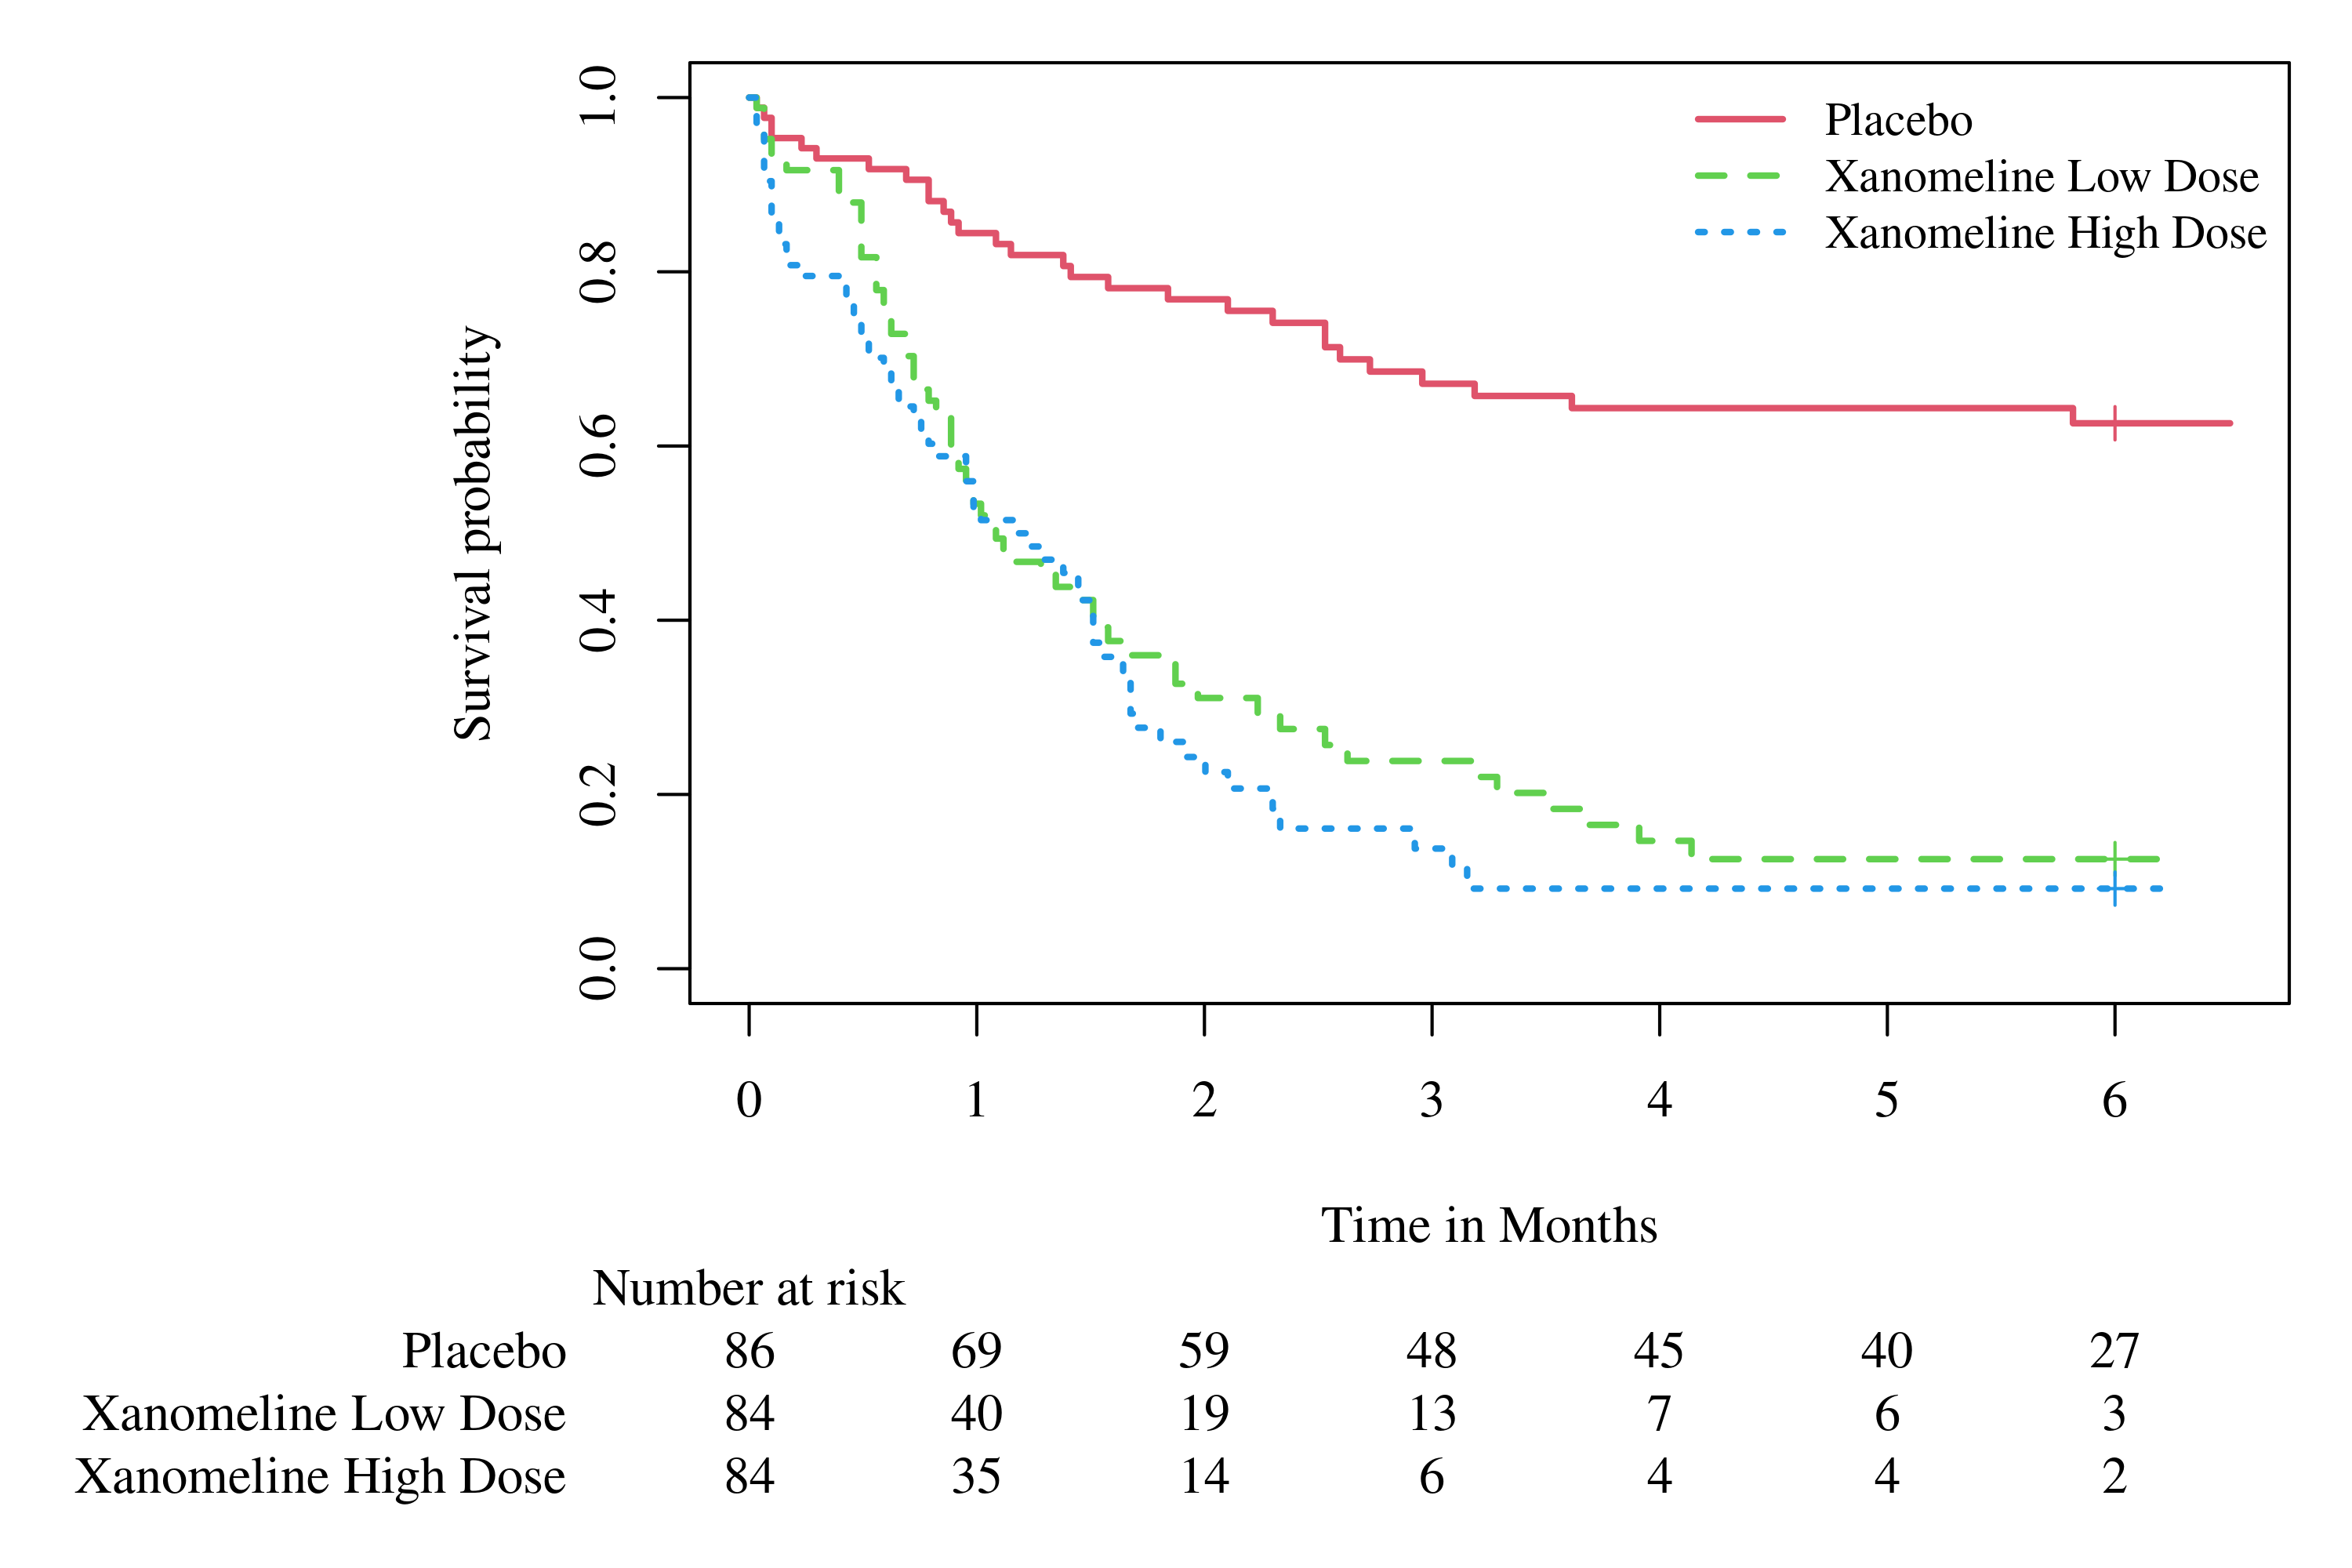 Placebo
Xanomeline Low Dose
Xanomeline High Dose
Survival probability
1.0
0.8
0.6
0.4
0.2
0.0
0 1 2 3 4 5 6
Time in Months
Number at risk
Placebo 86 69 59 48 45 40 27
Xanomeline Low Dose 84 40 19 13 7 6 3
Xanomeline High Dose 84 35 14 6 4 4 2